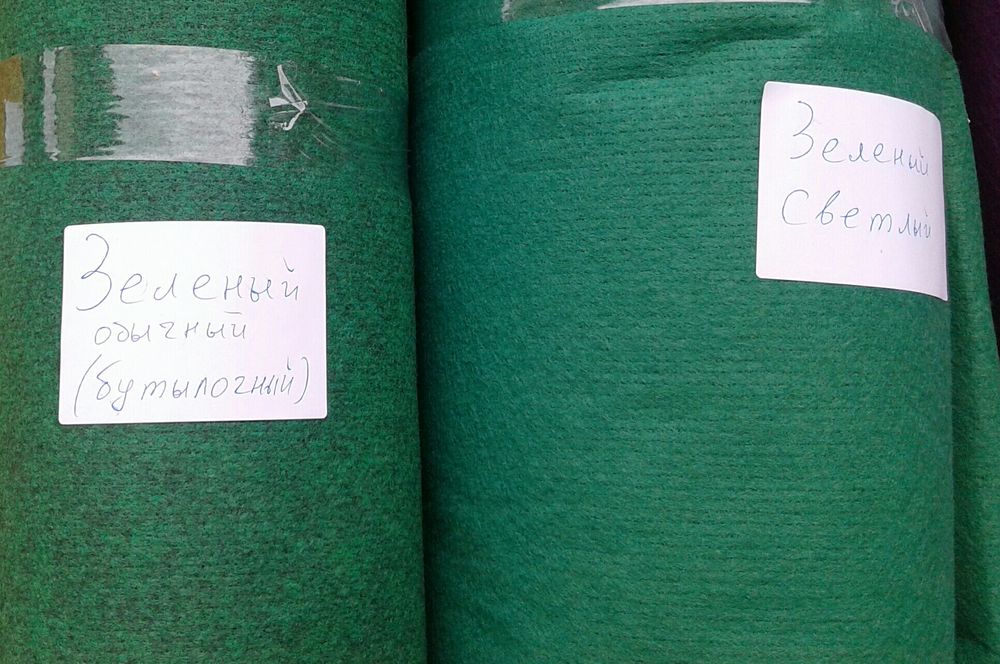 Зеленый
обычный
(бутылочный)
Зеленый
Светлый